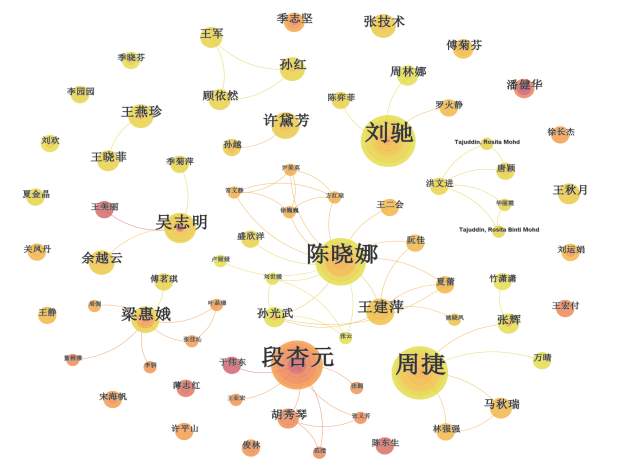 季志坚
张技术
王军
傅菊芬
季晓芬
孙红
周林娜
潘健华
李园园
顾依然
陈弈菲
罗火静
王燕珍
许黛芳
刘驰
徐长杰
刘欢
孙越
Tajuddin, Rosita Mohd
王晓菲
季菊萍
唐颖
洪文进
夏金晶
王秋月
王美丽
王二会
吴志明
Tajuddin, Rosita Binti Mohd
盛欣洋
阮佳
关凤丹
陈晓娜
刘运娟
余越云
傅茗琪
夏蕾
竹潇潇
王静
梁惠娥
孙光武
王建萍
张辉
王宏付
张云
段杏元
于伟东
周捷
万晴
薄志红
宋海帆
胡秀琴
马秋瑞
许平山
林强强
俊林
陈东生